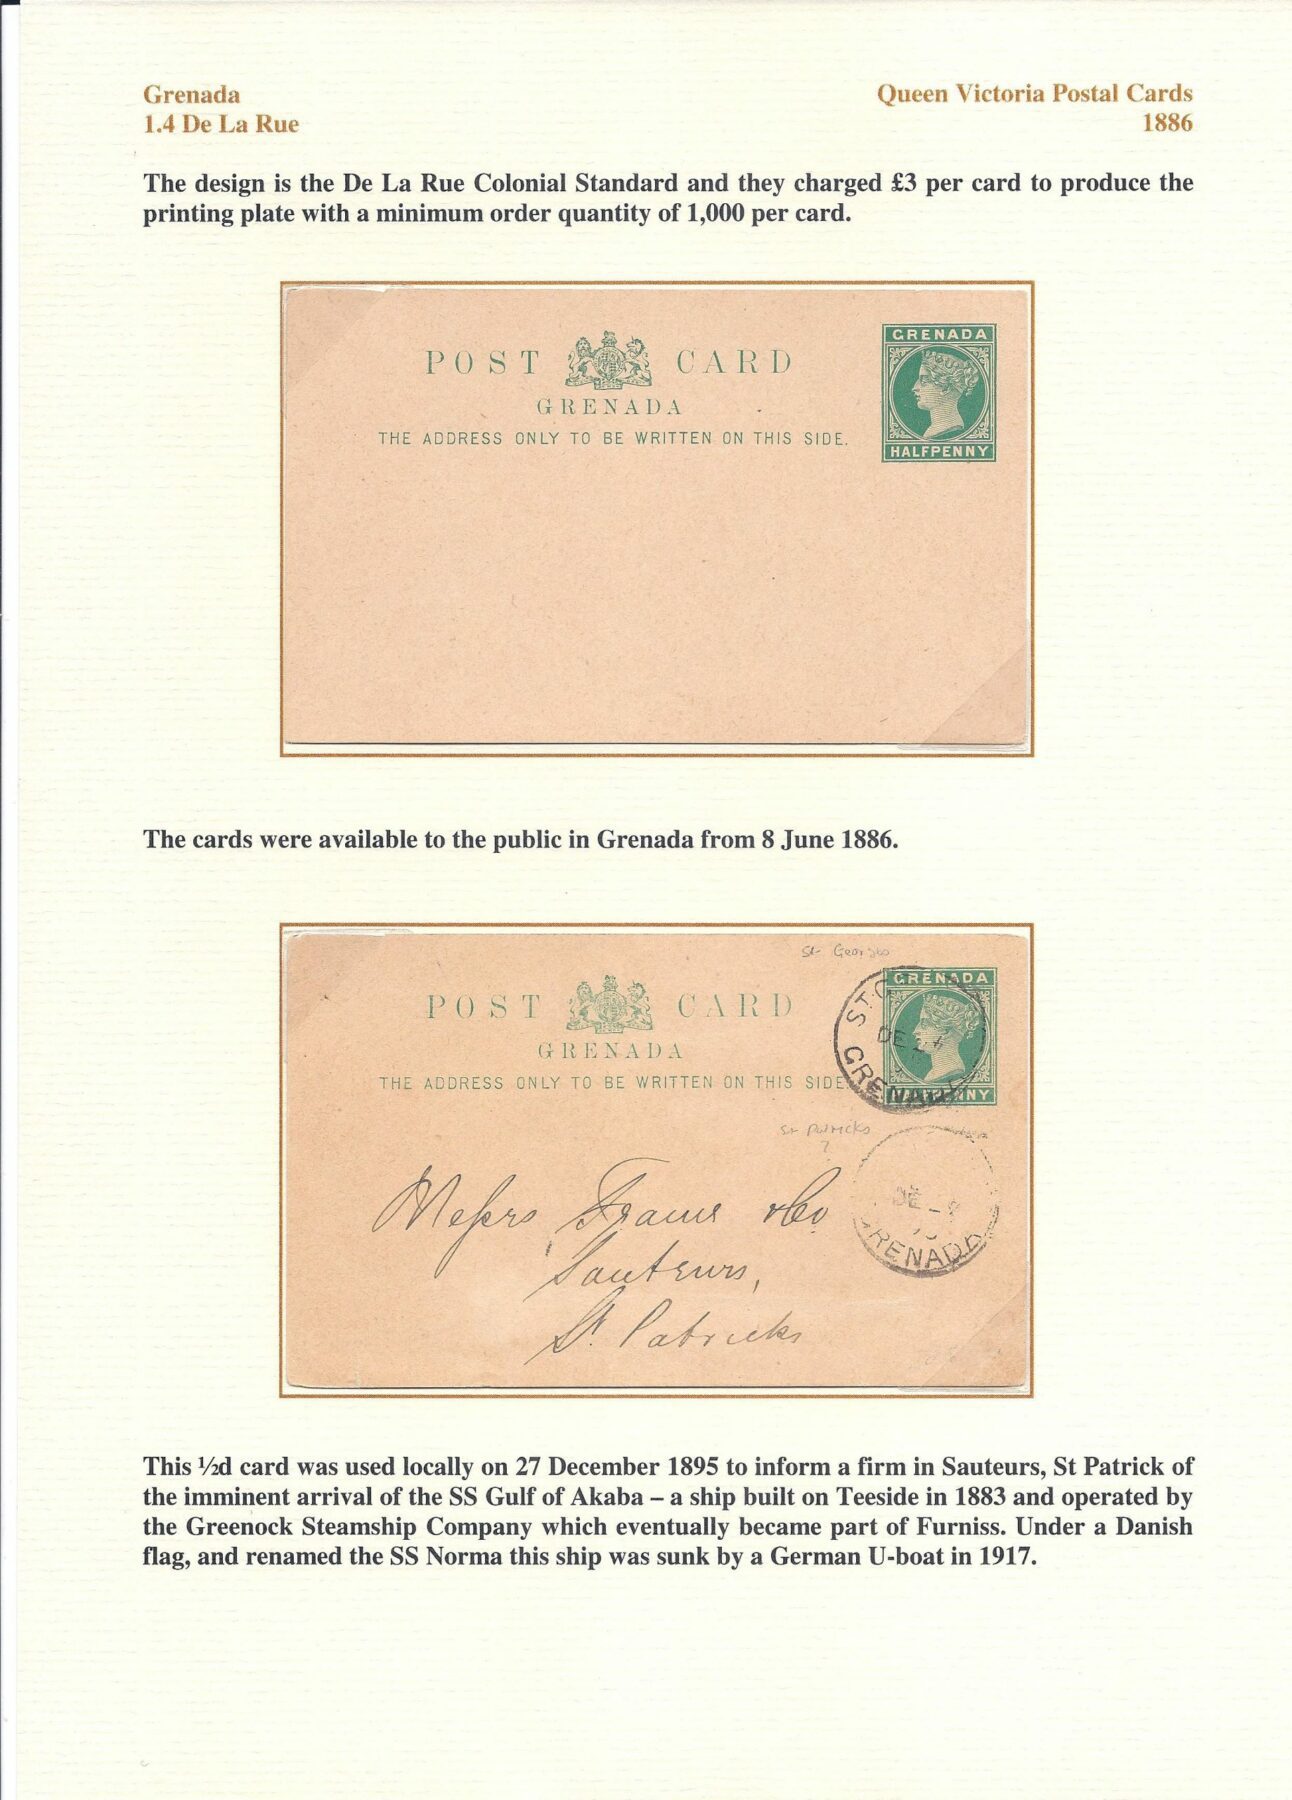 Grenada
Queen Victoria Postal Cards
1.4 De La Rue
1886
The design is the De La Rue Colonial Standard and they charged £3 per card to produce the
printing plate with a minimum order quantity of 1,000 per card.
POST CARD
GRENADA
THE ADDRESS ONLY TO BE WRITTEN ON THIS SIDE.
GRENADA
HALFPENNY
The cards were available to the public in Grenada from 8 June 1886.
St Georges
POST CARD
GRENADA
THE ADDRESS ONLY TO BE WRITTEN ON THIS SIDE.
GRENADA
HALFPENNY
DE
GRENADA
St Patricks
?
DE
GRENADA
Messrs Frame & Co
Sauteurs,
St. Patricks
This ½d card was used locally on 27 December 1895 to inform a firm in Sauteurs, St Patrick of
the imminent arrival of the SS Gulf of Akaba – a ship built on Teeside in 1883 and operated by
the Greenock Steamship Company which eventually became part of Furniss. Under a Danish
flag, and renamed the SS Norma this ship was sunk by a German U-boat in 1917.